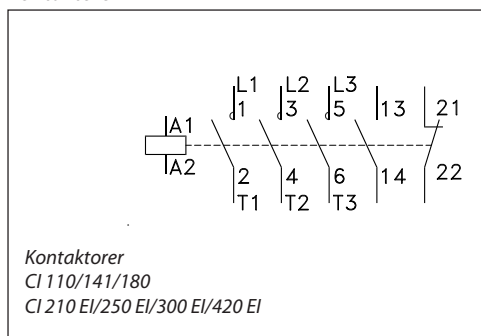 L1 L2 L3
A1 1 3 5 13 21
A2 2 4 6 14 22
T1 T2 T3
Kontaktorer
CI 110/141/180
CI 210 EI/250 EI/300 EI/420 EI